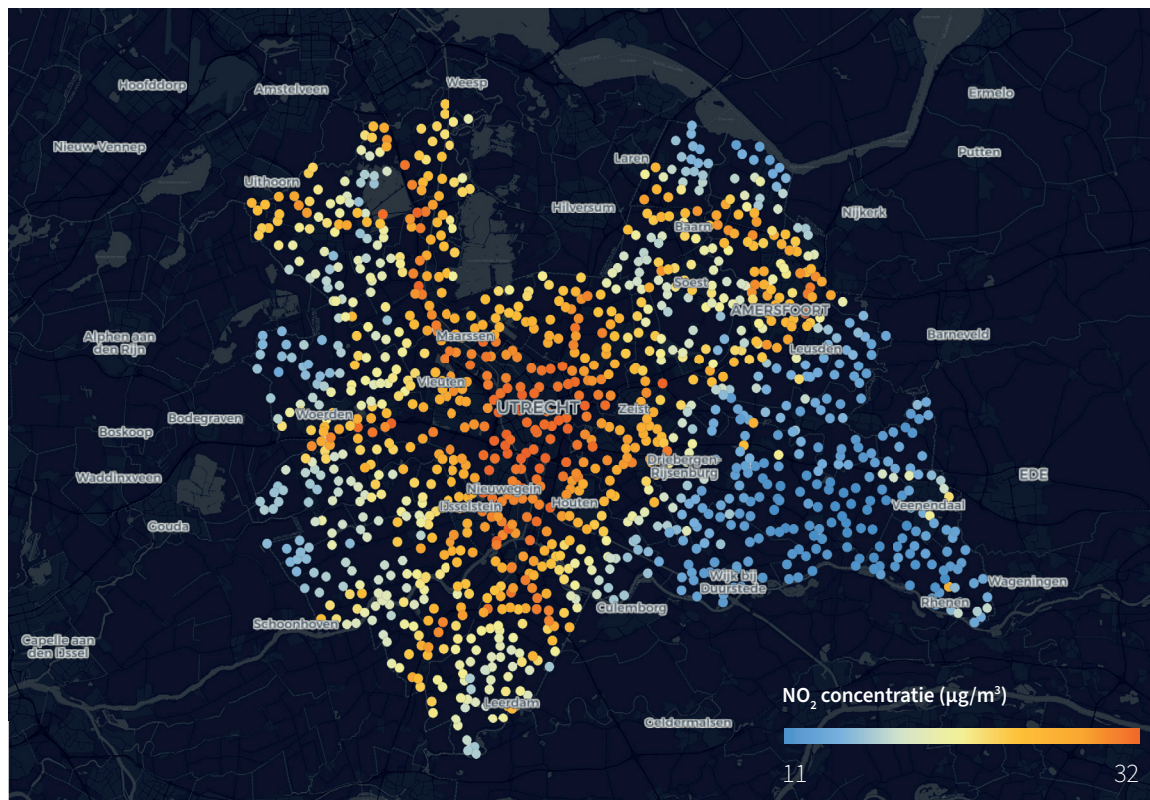 Weesp
Hoofddorp
Amstelveen
Ermelo
Nieuw-Vennep
Putten
Laren
Uithoorn
Hilversum
Nijkerk
Baarn
Soest
AMERSFOORT
Alphen aan
den Rijn
Maarssen
Barneveld
Leusden
Vleuten
UTRECHT
Zeist
Woerden
Bodegraven
Boskoop
Driebergen-
Rijsenburg
Waddinxveen
EDE
Nieuwegein
IJsselstein
Houten
Veenendaal
Gouda
Wijk bij
Duurstede
Wageningen
Rhenen
Culemborg
Schoonhoven
Capelle aan
den IJssel
Leerdam
Geldermalsen
NO₂ concentratie (µg/m³)
11 32